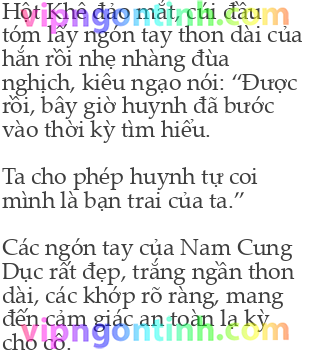 vipngontinh.com
Hột Khê đảo mắt, cúi đầu
tóm lấy ngón tay thon dài của
hắn rồi nhẹ nhàng đùa
nghịch, kiêu ngạo nói: “Được
rồi, bây giờ huynh đã bước
vào thời kỳ tìm hiểu.
Ta cho phép huynh tự coi
mình là bạn trai của ta.”
Các ngón tay của Nam Cung
Dục rất đẹp, trắng ngần thon
dài, các khớp rõ ràng, mang
đến cảm giác an toàn lạ kỳ
cho cô.
vipngontinh.com